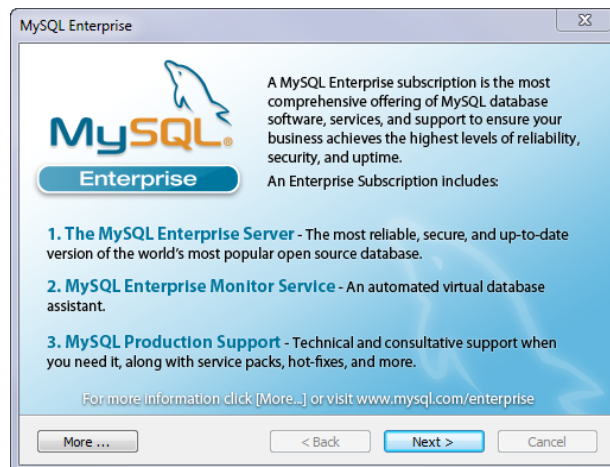 MySQL Enterprise
A MySQL Enterprise subscription is the most
comprehensive offering of MySQL database
software, services, and support to ensure your
business achieves the highest levels of reliability,
security, and uptime.
An Enterprise Subscription includes:
MySQL®
Enterprise
1. The MySQL Enterprise Server - The most reliable, secure, and up-to-date
version of the world's most popular open source database.
2. MySQL Enterprise Monitor Service - An automated virtual database
assistant.
3. MySQL Production Support - Technical and consultative support when
you need it, along with service packs, hot-fixes, and more.
For more information click [More...] or visit www.mysql.com/enterprise
More ...
< Back
Next >
Cancel